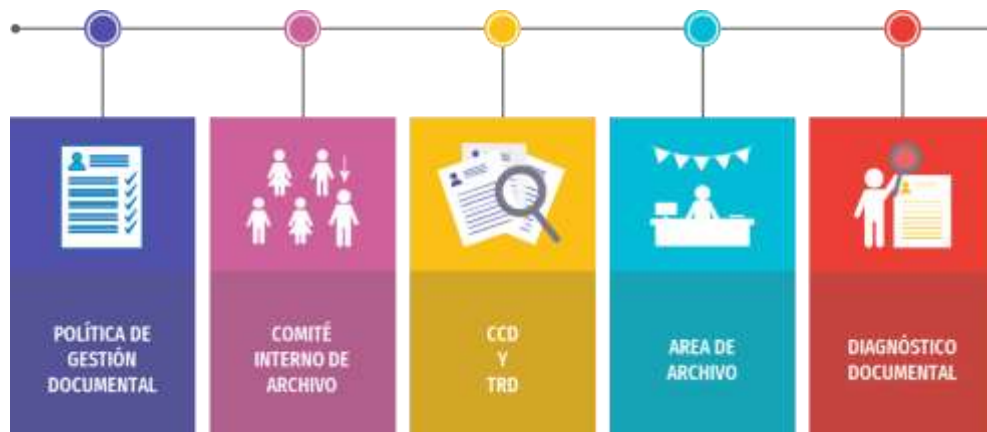 POLÍTICA DE
GESTIÓN
DOCUMENTAL
COMITÉ
INTERNO DE
ARCHIVO
CCD
Y
TRD
AREA DE
ARCHIVO
DIAGNÓSTICO
DOCUMENTAL